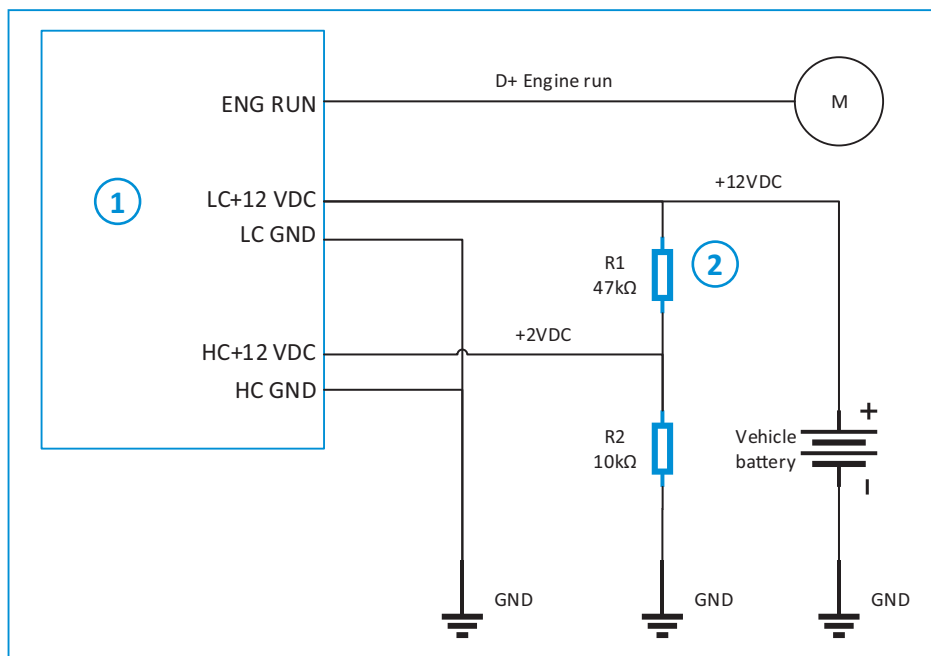 D+ Engine run
M
ENG RUN
+12VDC
1
LC+12 VDC
LC GND
R1
47kΩ
2
+2VDC
HC+12 VDC
HC GND
R2
10kΩ
Vehicle
battery
+
–
GND
GND
GND